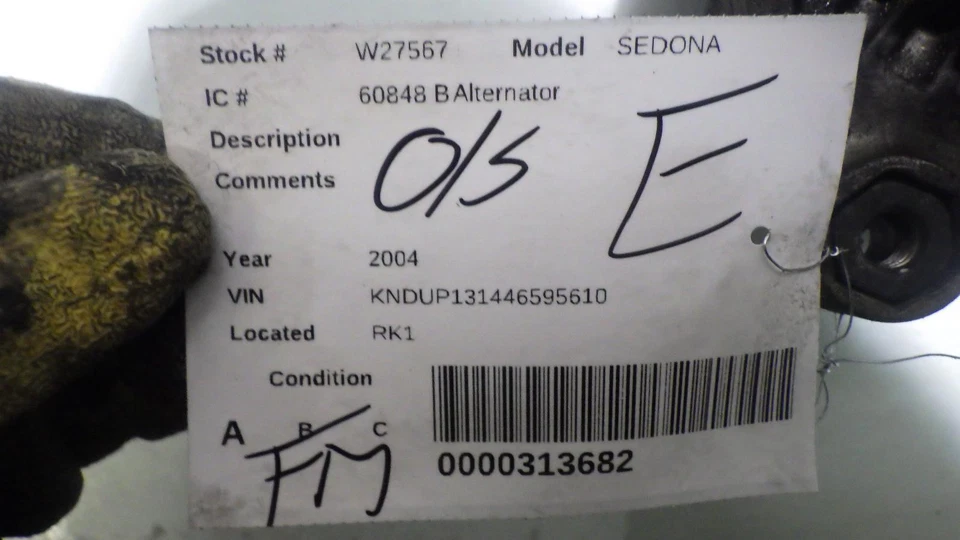 Stock # W27567 Model SEDONA
IC # 60848 B Alternator
Description
Comments O/S E
Year 2004
VIN KNDUP131446595610
Located RK1
Condition
A B C
FM
0000313682